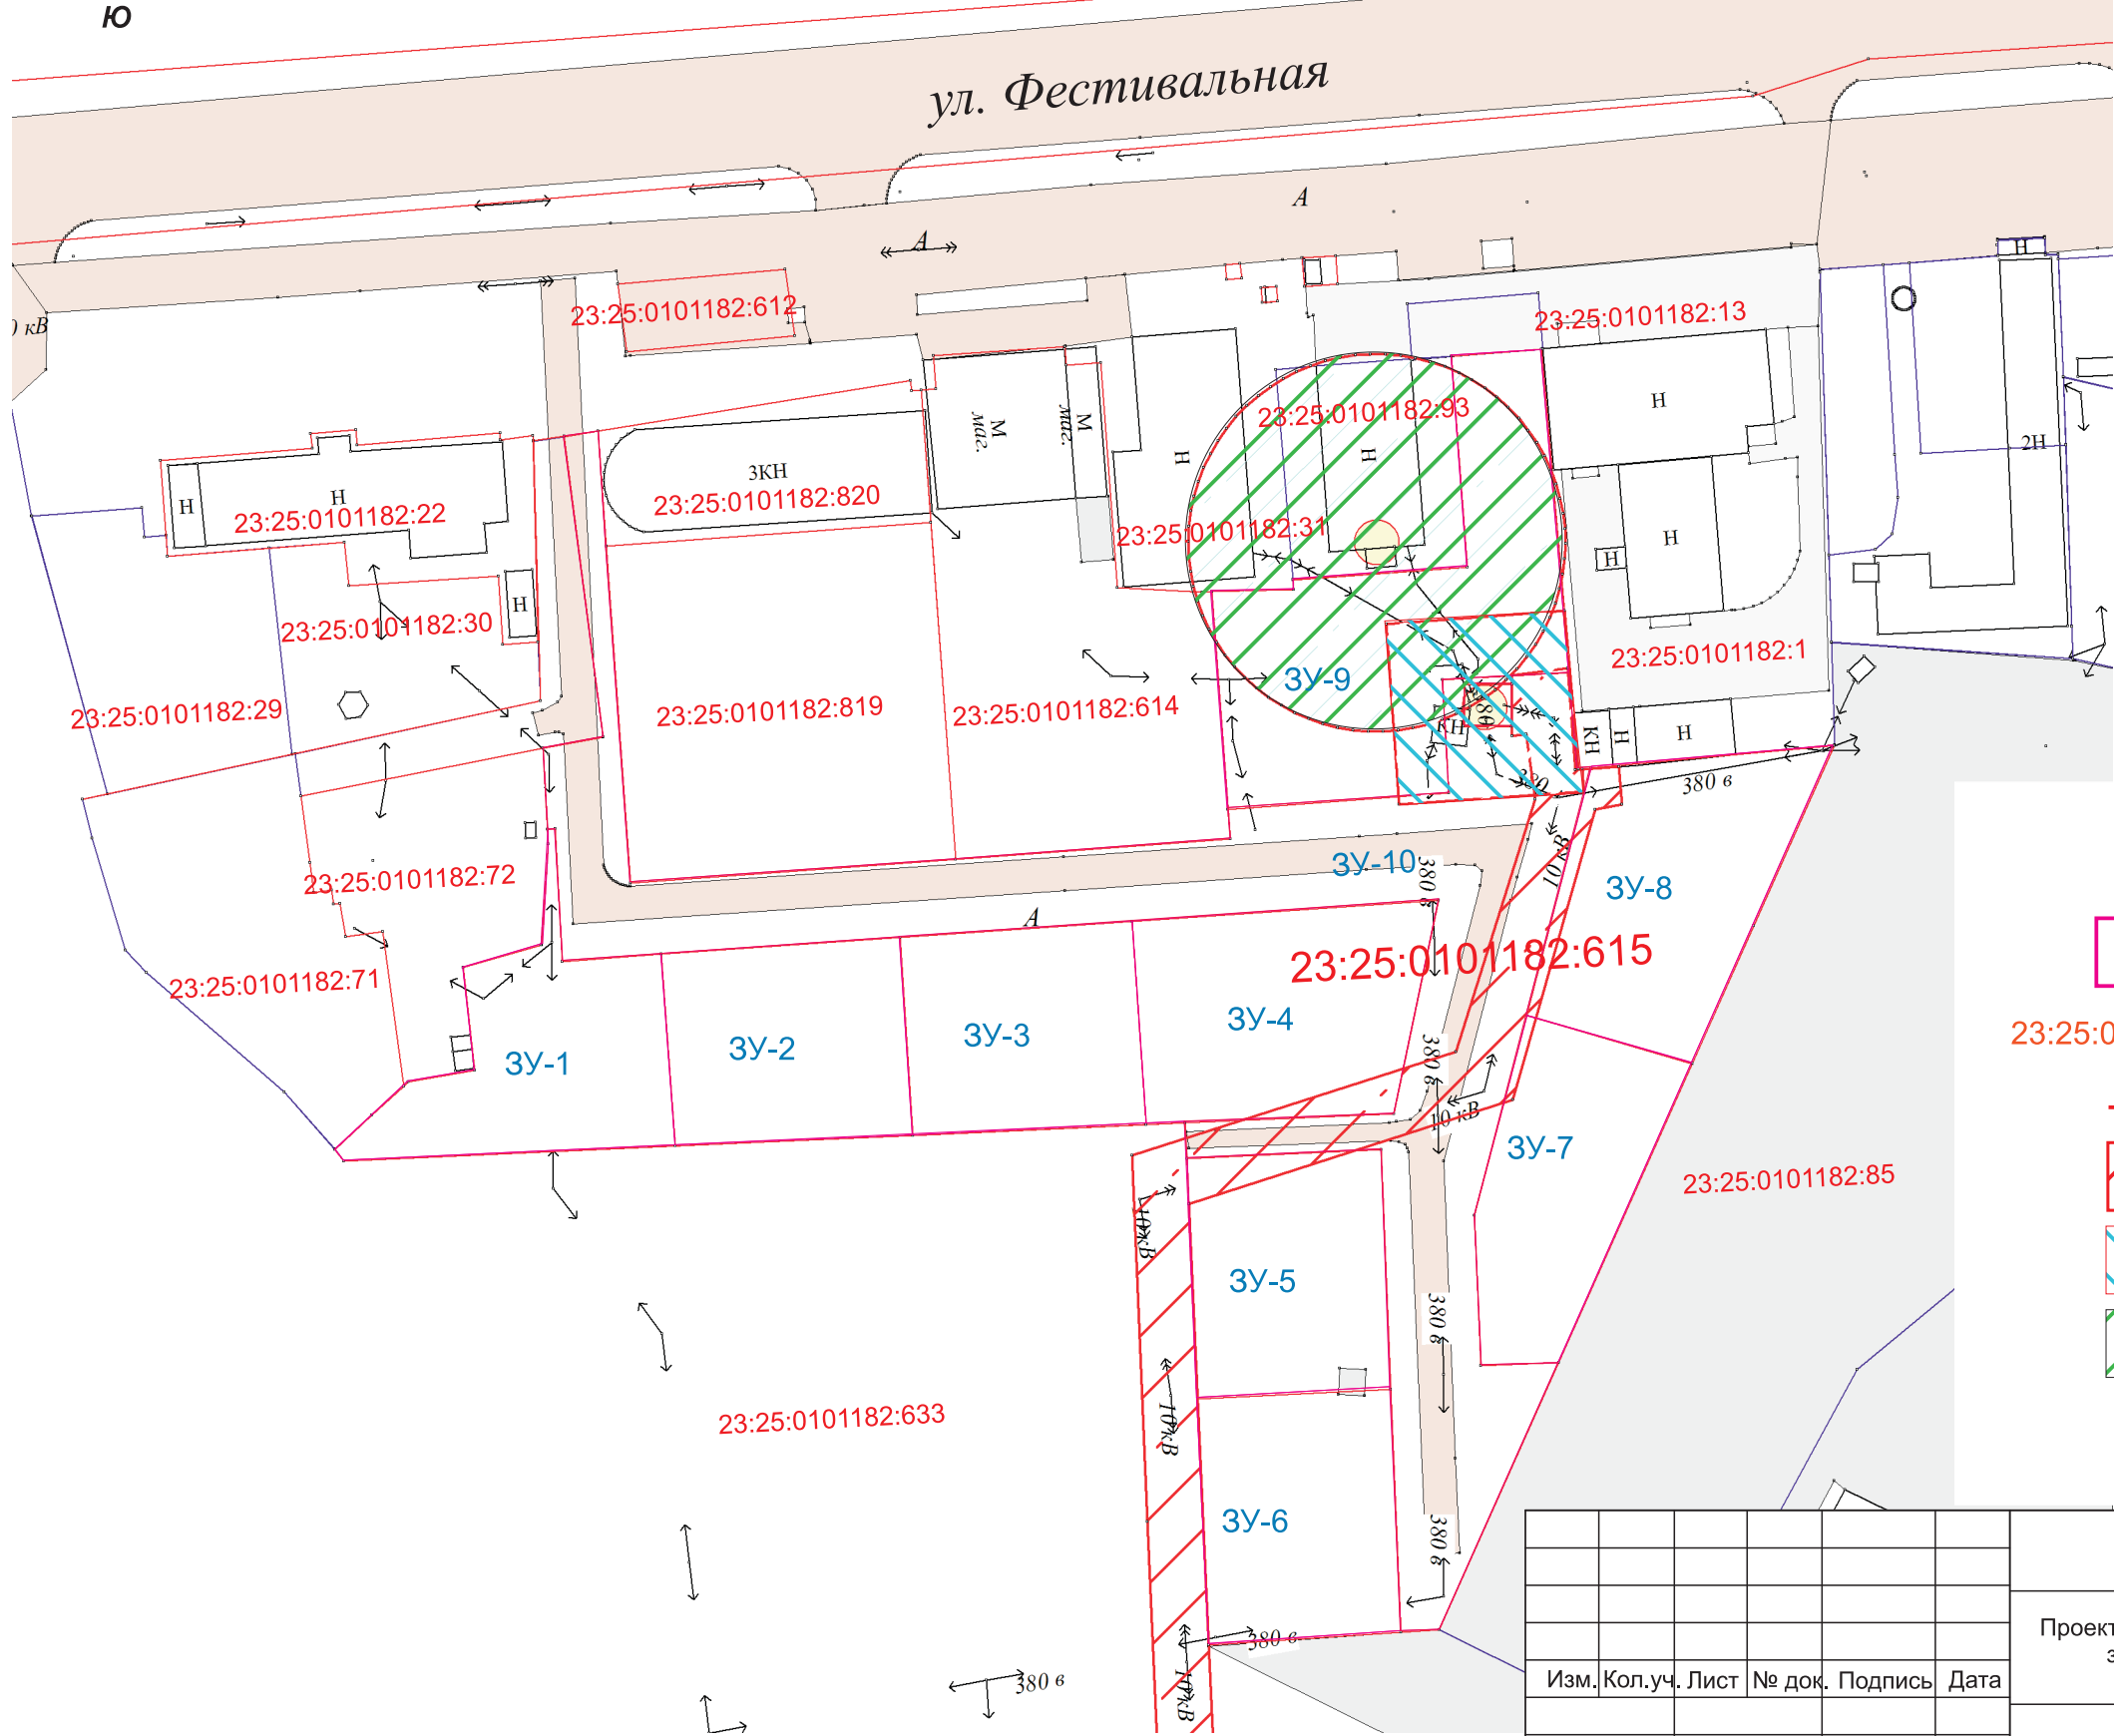 Ю
ул. Фестивальная
А
А
23:25:0101182:612
23:25:0101182:13
Н
кВ
23:25:0101182:93
Н
2Н
М
маг.
М
маг.
Н
Н
3КН
23:25:0101182:820
Н
Н
23:25:0101182:22
23:25:0101182:31
Н
Н
Н
23:25:0101182:30
23:25:0101182:1
ЗУ-9
23:25:0101182:29
23:25:0101182:819
23:25:0101182:614
КН
КН
Н
Н
380
380
380 в
ЗУ-10
380 в
10 кВ
ЗУ-8
23:25:0101182:72
А
23:25:0101182:615
23:25:0101182:71
ЗУ-1
ЗУ-2
ЗУ-3
ЗУ-4
23:25:0
380 в
10 кВ
ЗУ-7
23:25:0101182:85
10 кВ
ЗУ-5
380 в
23:25:0101182:633
10 кВ
ЗУ-6
380 в
380 в
380 в
10 кВ
Проект
з
Изм. Кол.уч. Лист № док. Подпись Дата